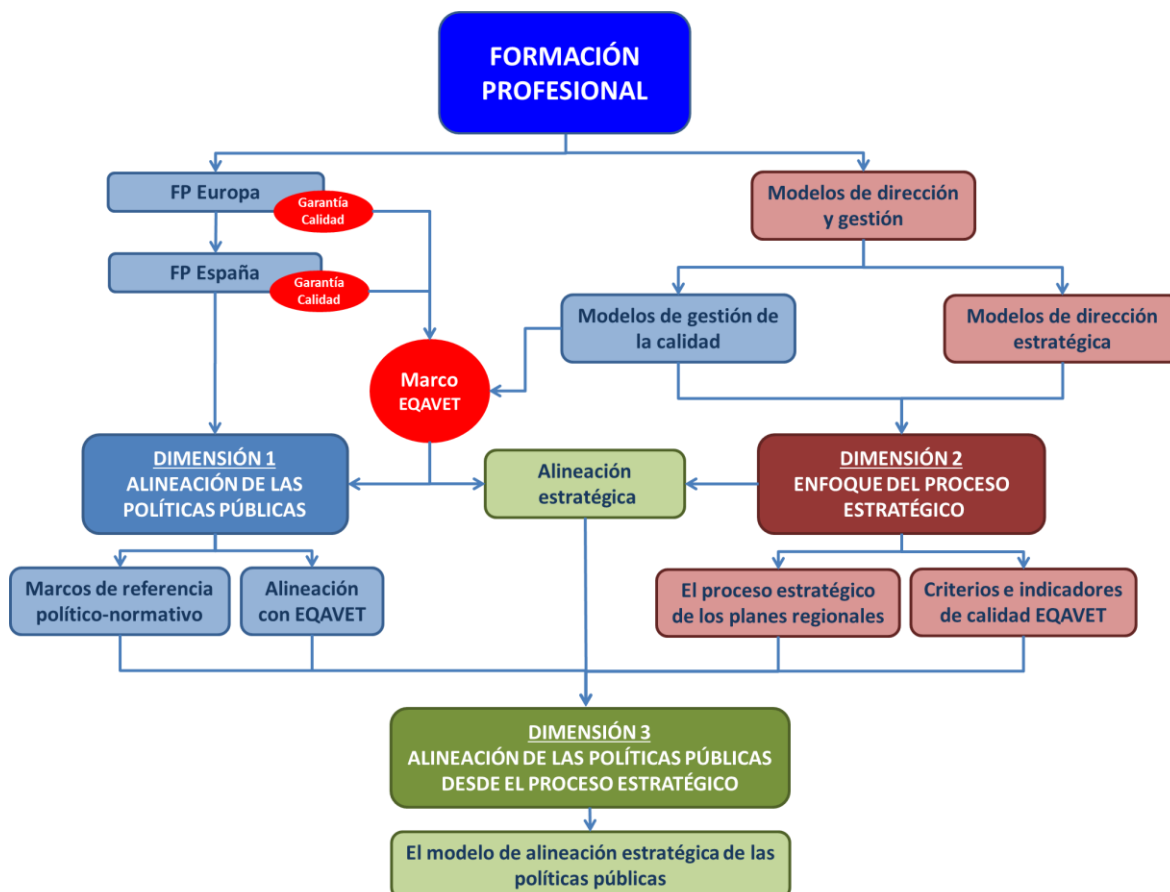 FORMACIÓN
PROFESIONAL
FP Europa
Garantía
Calidad
Modelos de dirección
y gestión
FP España
Garantía
Calidad
Modelos de gestión de
la calidad
Modelos de dirección
estratégica
Marco
EQAVET
DIMENSIÓN 1
ALINEACIÓN DE LAS
POLÍTICAS PÚBLICAS
Alineación
estratégica
DIMENSIÓN 2
ENFOQUE DEL PROCESO
ESTRATÉGICO
Marcos de referencia
político-normativo
Alineación
con EQAVET
El proceso estratégico
de los planes regionales
Criterios e indicadores
de calidad EQAVET
DIMENSIÓN 3
ALINEACIÓN DE LAS POLÍTICAS PÚBLICAS
DESDE EL PROCESO ESTRATÉGICO
El modelo de alineación estratégica de las
políticas públicas